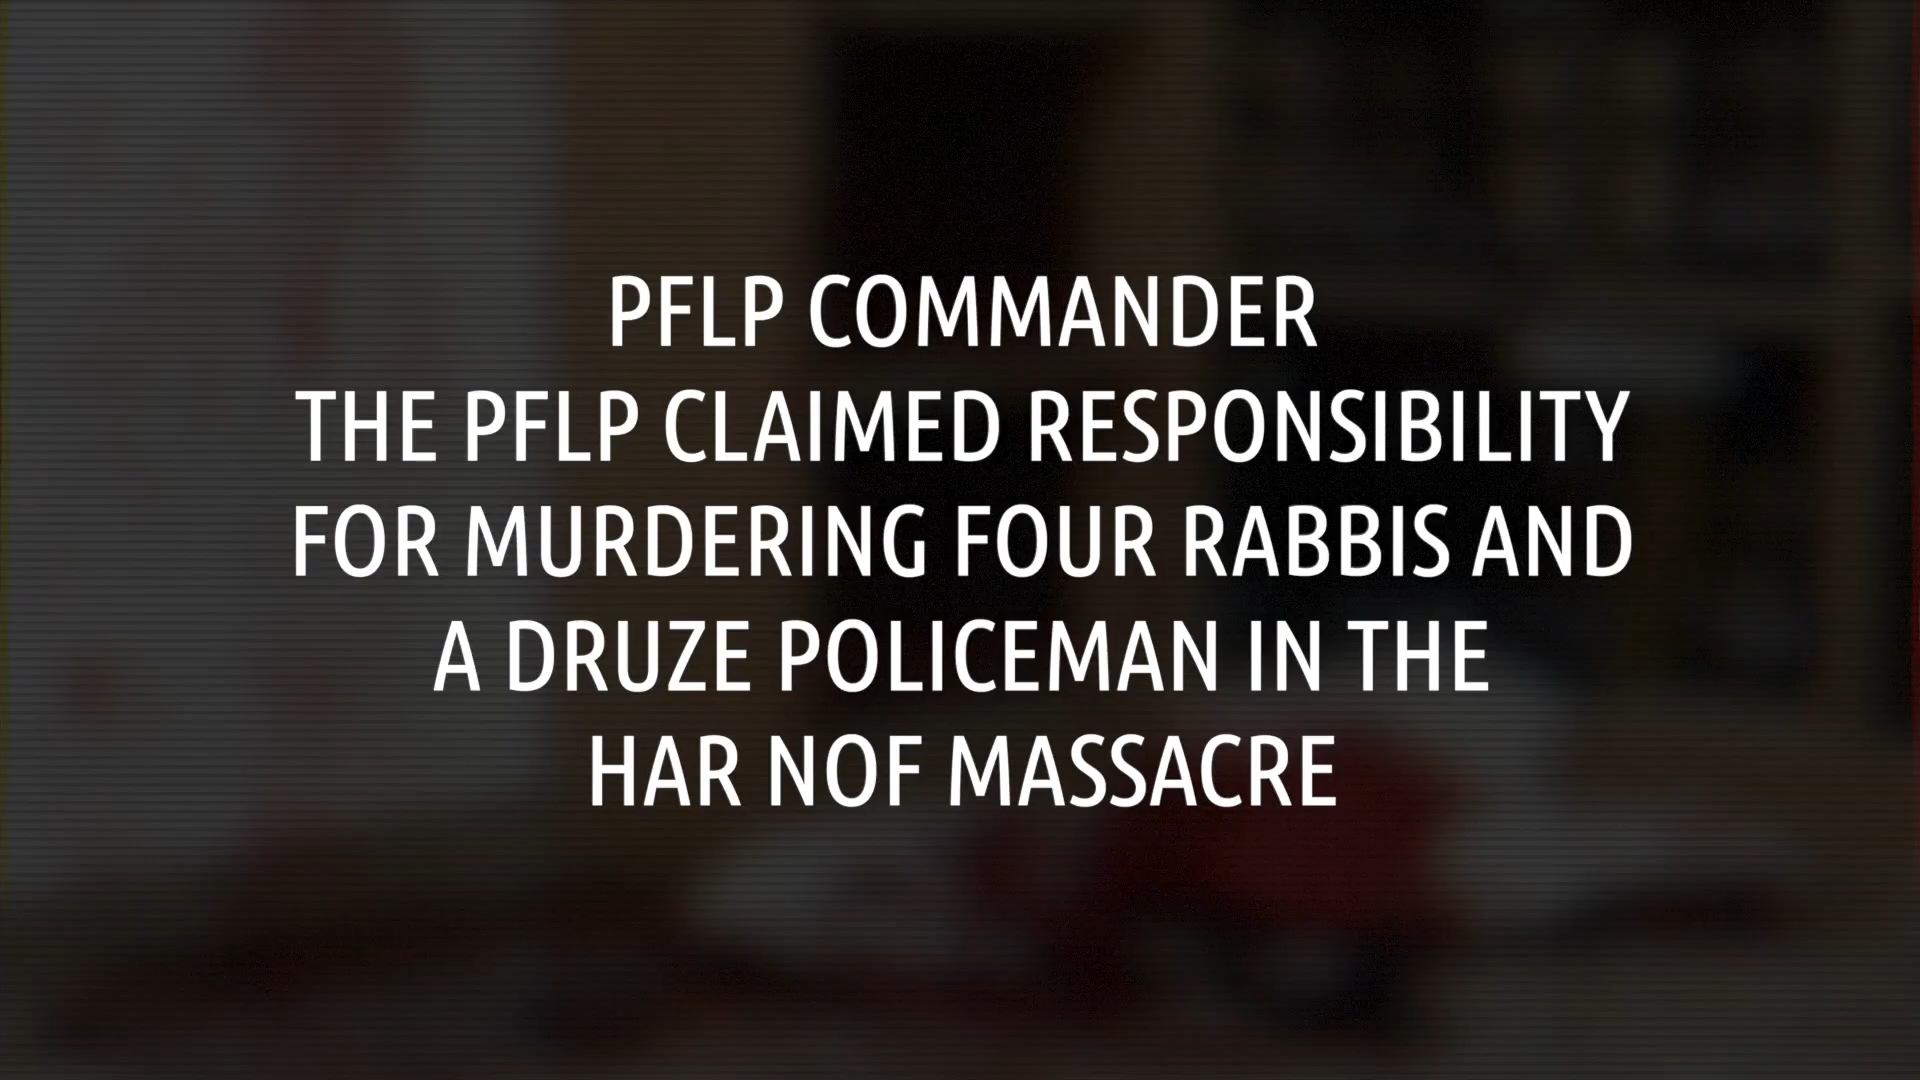 PFLP COMMANDER
THE PFLP CLAIMED RESPONSIBILITY
FOR MURDERING FOUR RABBIS AND
A DRUZE POLICEMAN IN THE
HAR NOF MASSACRE